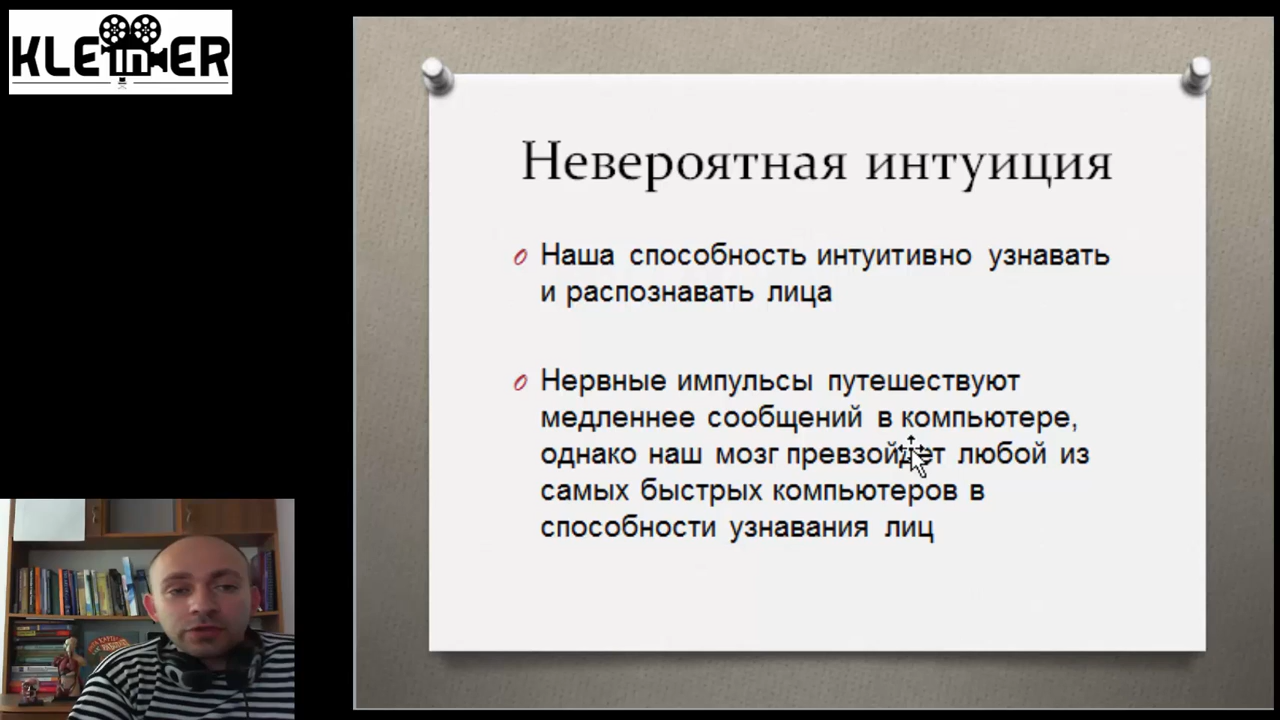 KLEINER
Невероятная интуиция
Наша способность интуитивно узнавать
и распознавать лица
Нервные импульсы путешествуют
медленнее сообщений в компьютере,
однако наш мозг превзойдет любой из
самых быстрых компьютеров в
способности узнавания лиц